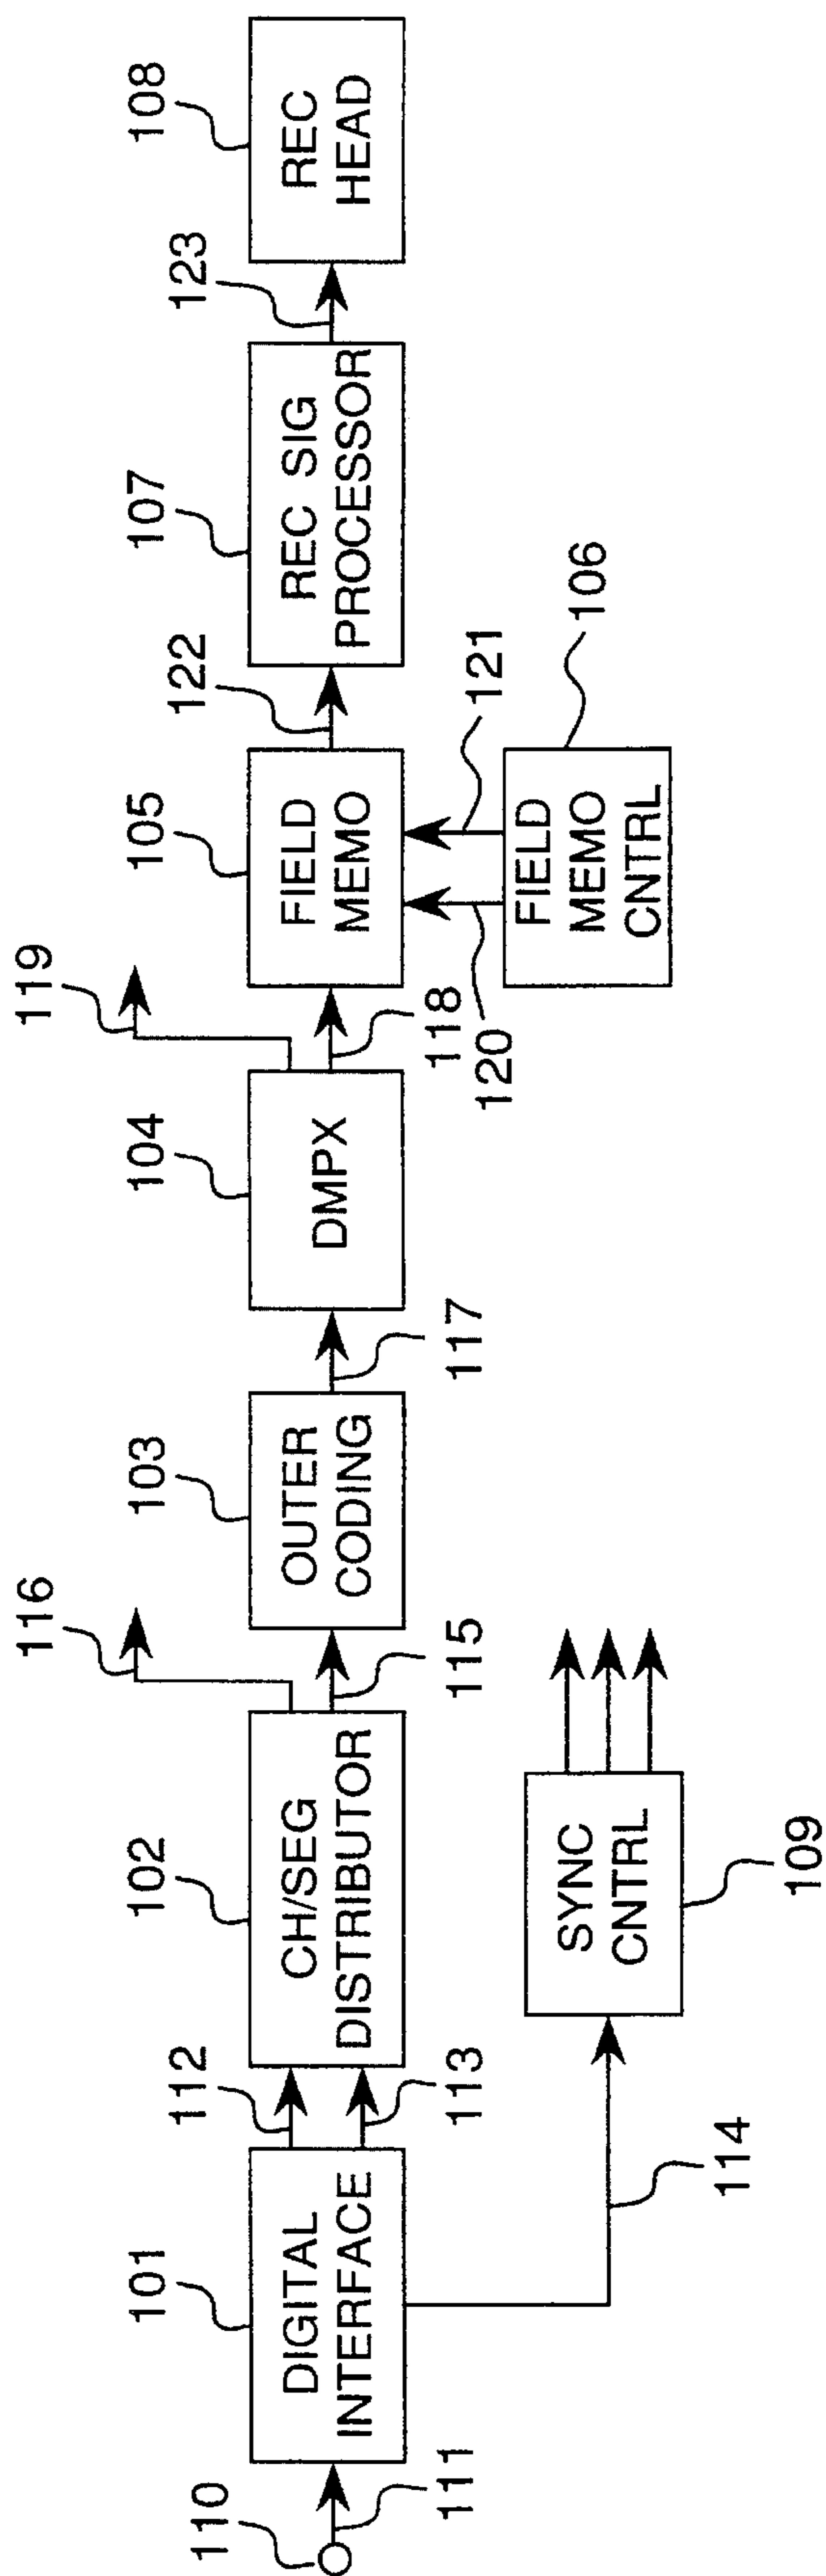 110
111
101
DIGITAL
INTERFACE
112
113
114
102
CH/SEG
DISTRIBUTOR
109
SYNC
CNTRL
116
115
103
OUTER
CODING
117
104
DMPX
119
118
120
105
FIELD
MEMO
121
106
FIELD
MEMO
CNTRL
122
107
REC SIG
PROCESSOR
123
108
REC
HEAD